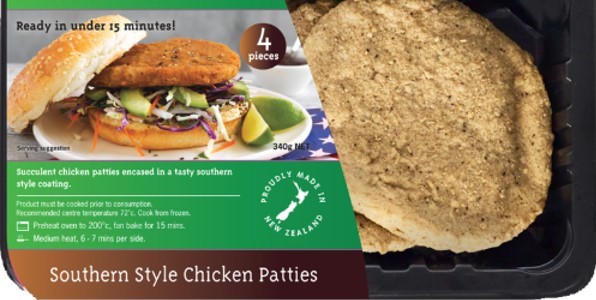 Ready in under 15 minutes!
4
pieces
Serving suggestion
340g NET
Succulent chicken patties encased in a tasty southern
style coating.
Product must be cooked prior to consumption.
Recommended centre temperature 72°c. Cook from frozen.
Preheat oven to 200°c, fan bake for 15 mins.
Medium heat, 6 - 7 mins per side.
PROUDLY MADE IN
NEW ZEALAND
Southern Style Chicken Patties